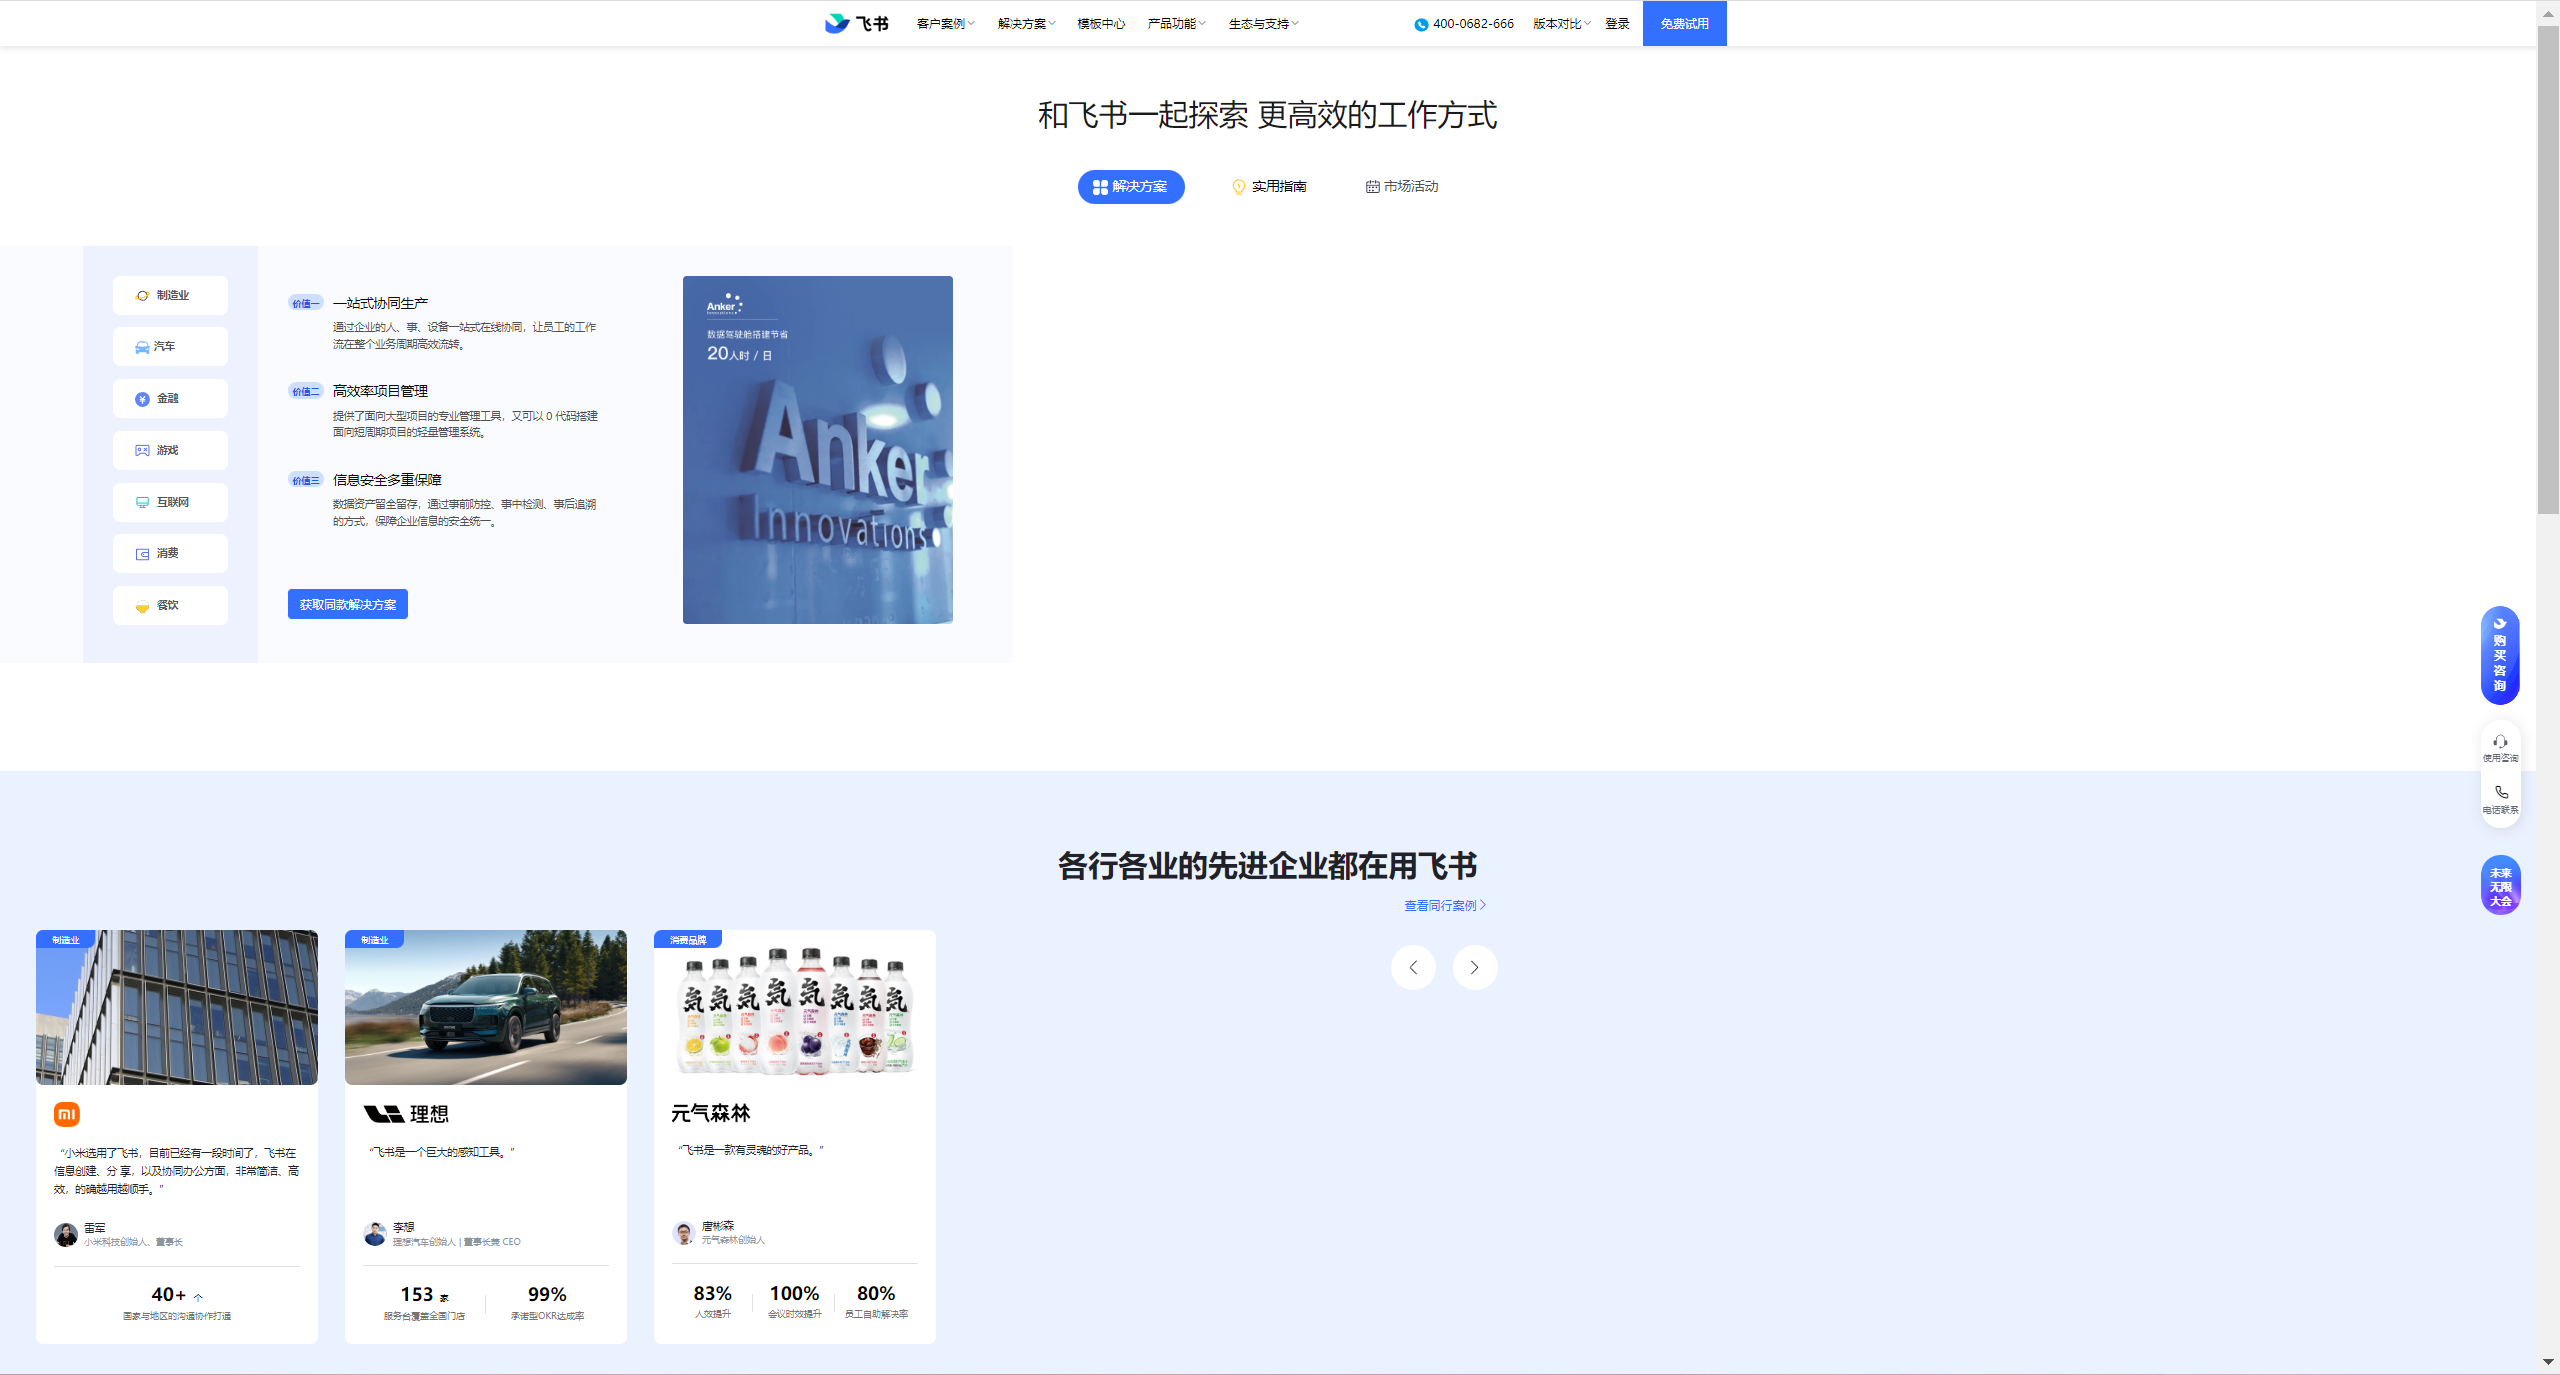 飞书
客户案例
解决方案
模板中心
产品功能
生态与支持
400-0682-666
版本对比
登录
免费试用
和飞书一起探索 更高效的工作方式
解决方案
实用指南
市场活动
制造业
汽车
金融
游戏
互联网
消费
餐饮
价值一
一站式协同生产
通过企业的人、事、设备一站式在线协同，让员工的工作
流在整个业务周期高效流转。
价值二
高效率项目管理
提供了面向大型项目的专业管理工具，又可以 0 代码搭建
面向短周期项目的轻量管理系统。
价值三
信息安全多重保障
数据资产留全留存，通过事前防控、事中检测、事后追溯
的方式，保障企业信息的安全统一。
获取同款解决方案
Anker
Innovations
数据驾驶舱搭建节省
20人时 / 日
Anker
Innovations
购
买
咨
询
使用咨询
电话联系
未来
无限
大会
各行各业的先进企业都在用飞书
查看同行案例
制造业
“小米选用了飞书，目前已经有一段时间了，飞书在
信息创建、分 享，以及协同办公方面，非常简洁、高
效，的确越用越顺手。”
雷军
小米科技创始人、董事长
40+ 个
国家与地区的沟通协作打通
制造业
理想
“飞书是一个巨大的感知工具。”
李想
理想汽车创始人 | 董事长兼 CEO
153 家
服务台覆盖全国门店
99%
承诺型OKR达成率
消费品牌
元气森林
“飞书是一款有灵魂的好产品。”
唐彬森
元气森林创始人
83%
人效提升
100%
会议时效提升
80%
员工自助解决率